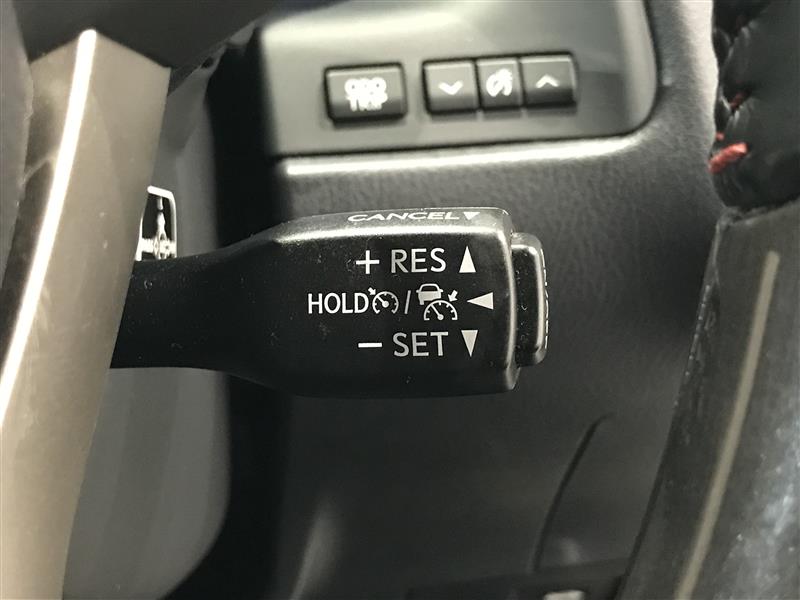 ODO
TRIP
CANCEL
+ RES
HOLD /
− SET